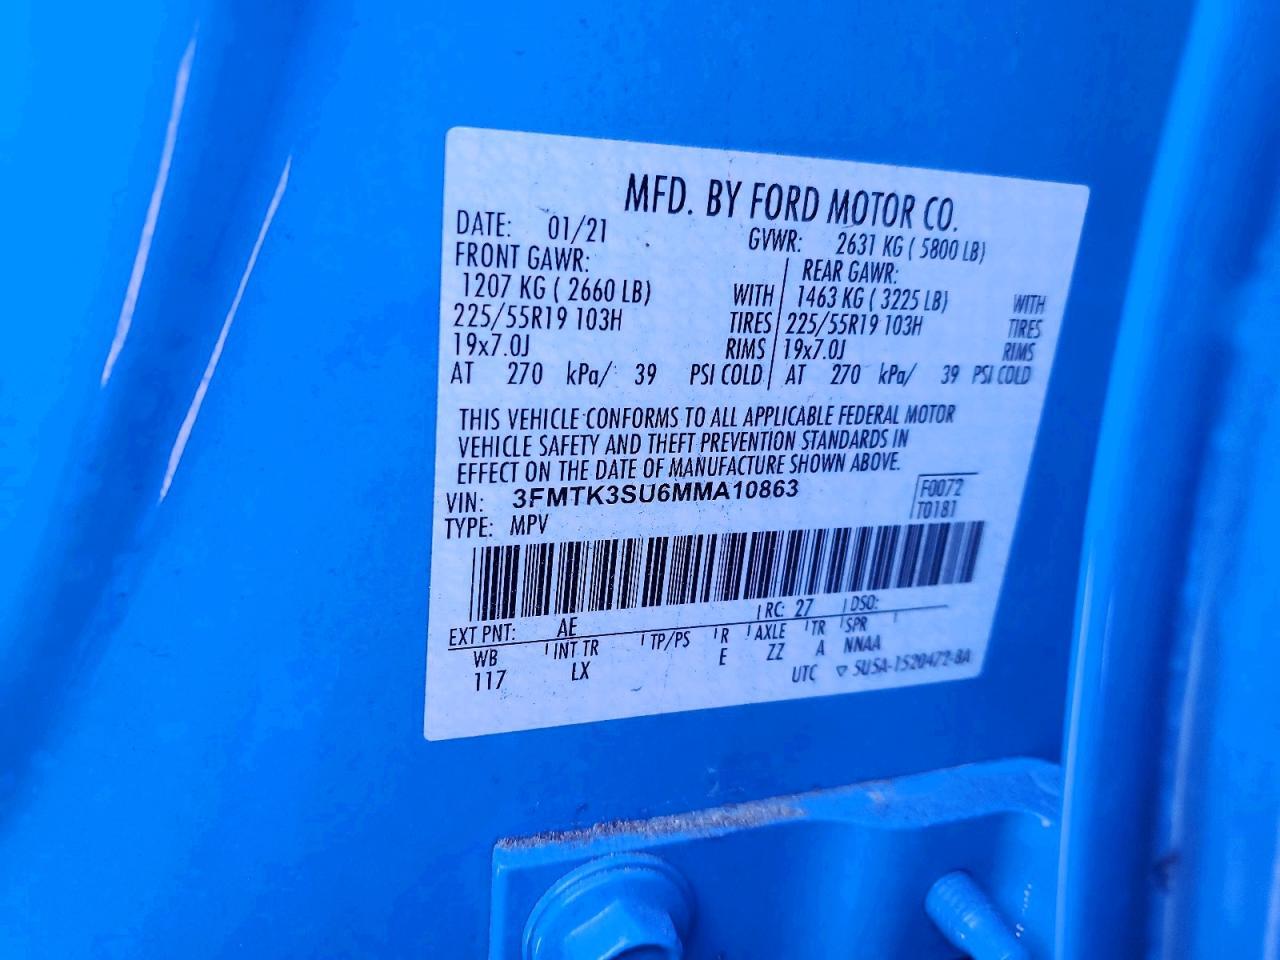 MFD. BY FORD MOTOR CO.
DATE: 01/21 GVWR: 2631 KG ( 5800 LB)
FRONT GAWR: REAR GAWR:
1207 KG ( 2660 LB) WITH 1463 KG ( 3225 LB) WITH
225/55R19 103H TIRES 225/55R19 103H TIRES
19x7.0J RIMS 19x7.0J RIMS
AT 270 kPa/ 39 PSI COLD AT 270 kPa/ 39 PSI COLD
THIS VEHICLE CONFORMS TO ALL APPLICABLE FEDERAL MOTOR
VEHICLE SAFETY AND THEFT PREVENTION STANDARDS IN
EFFECT ON THE DATE OF MANUFACTURE SHOWN ABOVE.
VIN: 3FMTK3SU6MMA10863 F0072
TYPE: MPV T0181
RC: 27 DSO:
EXT PNT: AE
WB INT TR TP/PS R AXLE TR SPR
117 LX E ZZ A NNAA
UTC ▽ 5U5A-1520472-BA